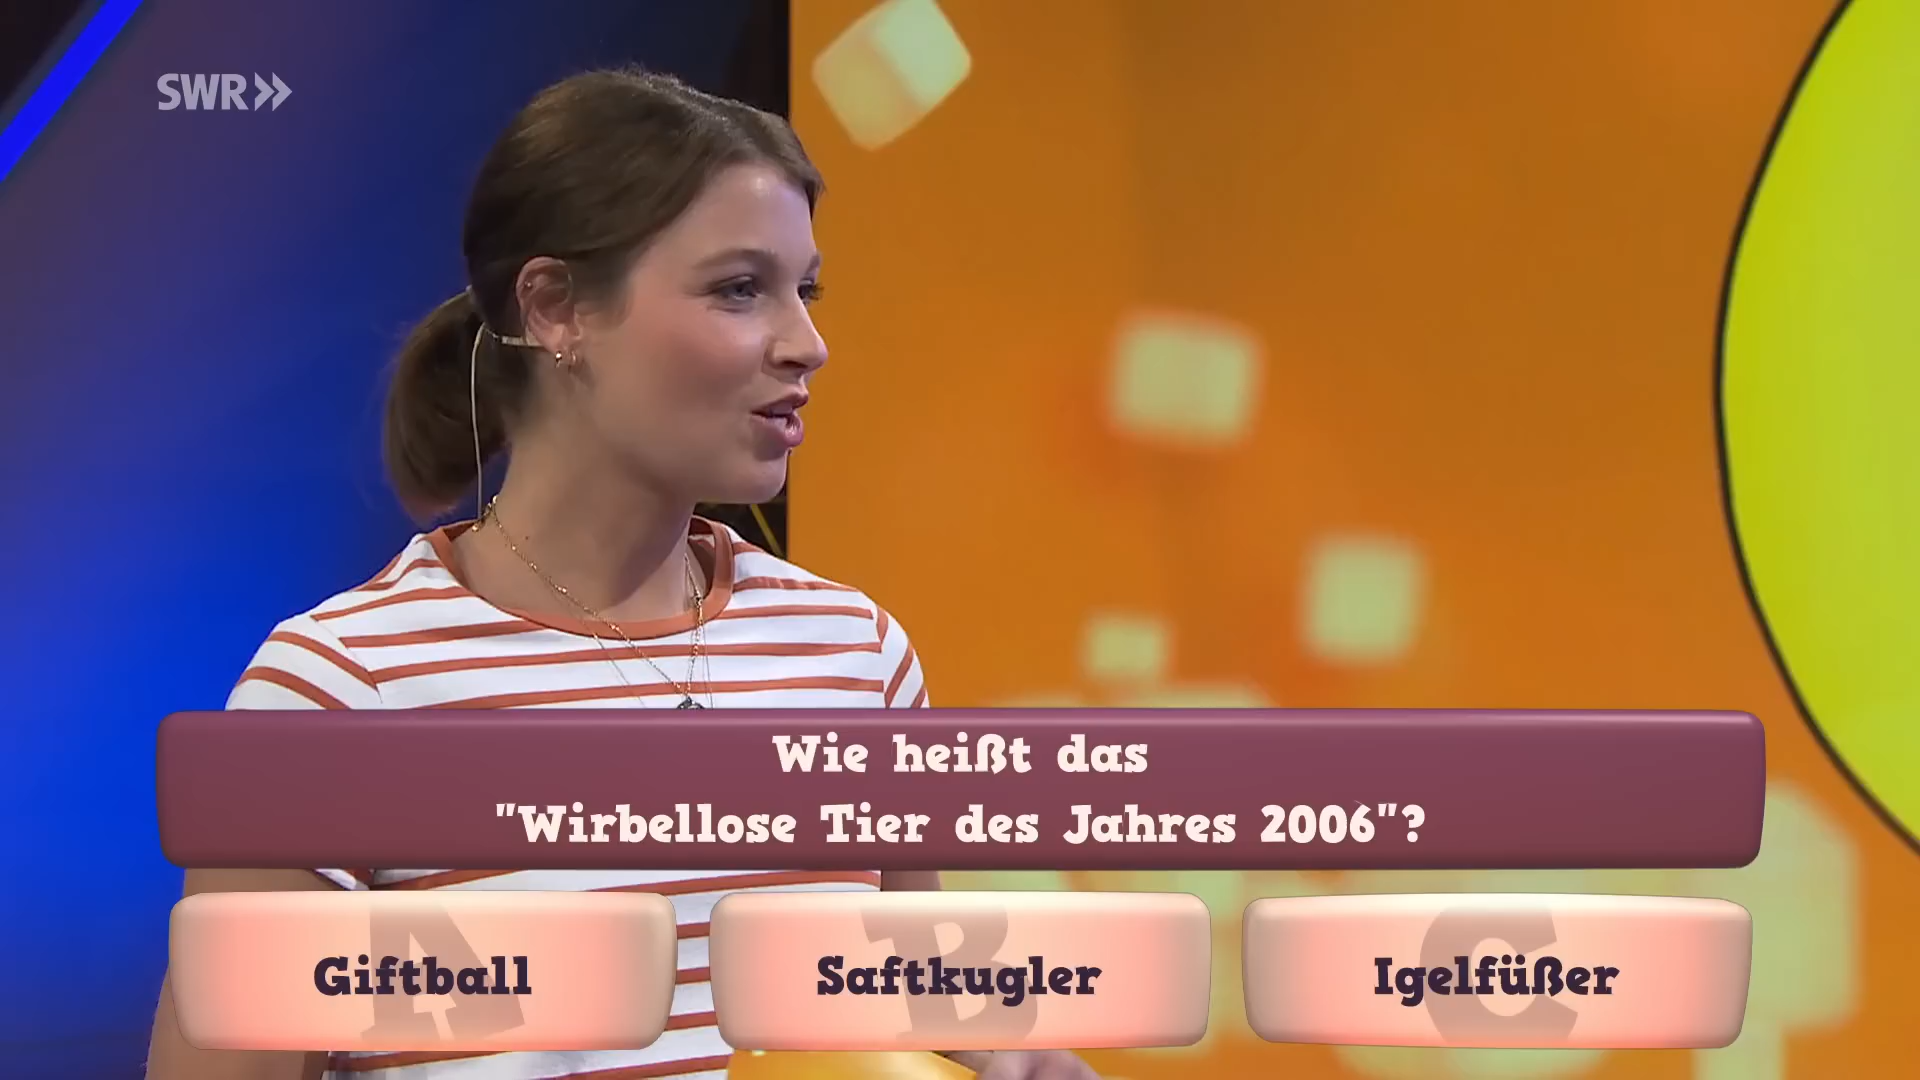 SWR
Wie heißt das
"Wirbellose Tier des Jahres 2006"?
A
Giftball
B
Saftkugler
C
Igelfüßer